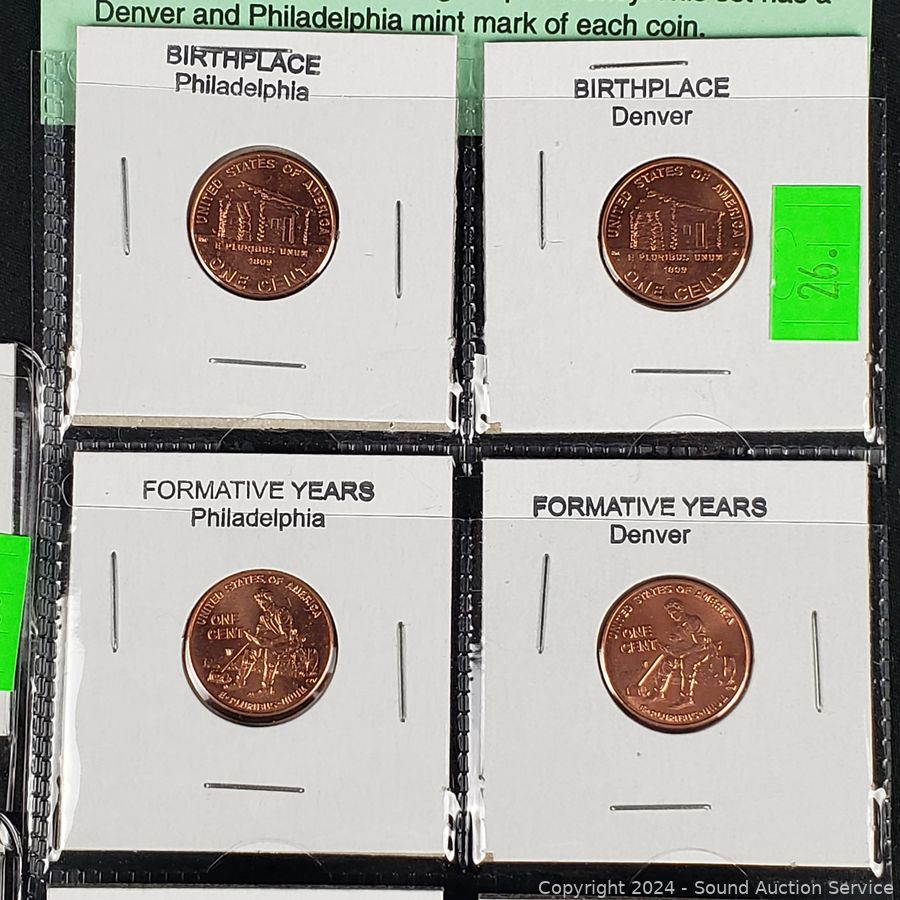 Denver and Philadelphia mint mark of each coin.
BIRTHPLACE
Philadelphia
UNITED STATES OF AMERICA
E PLURIBUS UNUM
1809
ONE CENT
BIRTHPLACE
Denver
UNITED STATES OF AMERICA
E PLURIBUS UNUM
1809
ONE CENT
26.1
FORMATIVE YEARS
Philadelphia
UNITED STATES OF AMERICA
ONE
CENT
E·PLURIBUS·UNUM
FORMATIVE YEARS
Denver
UNITED STATES OF AMERICA
ONE
CENT
E·PLURIBUS·UNUM
Copyright 2024 - Sound Auction Service